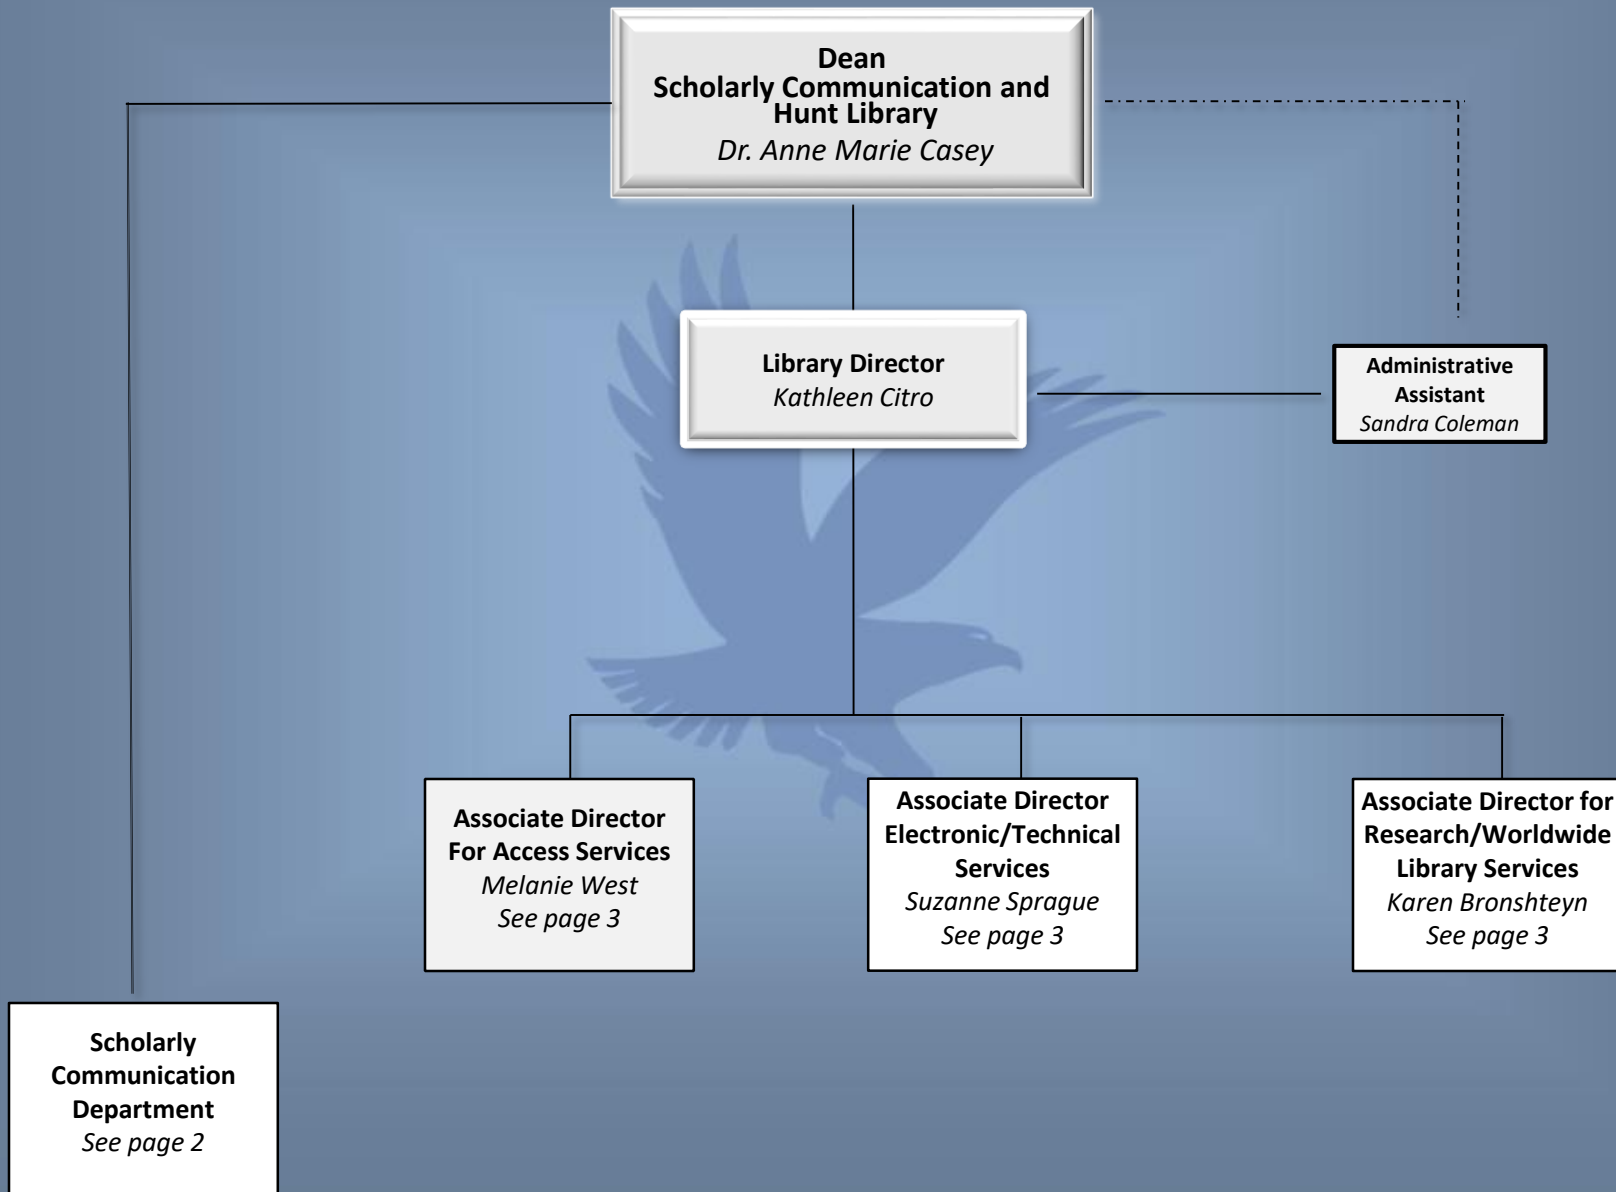 Dean
Scholarly Communication and
Hunt Library
Dr. Anne Marie Casey
Library Director
Kathleen Citro
Administrative
Assistant
Sandra Coleman
Associate Director
For Access Services
Melanie West
See page 3
Associate Director
Electronic/Technical
Services
Suzanne Sprague
See page 3
Associate Director for
Research/Worldwide
Library Services
Karen Bronshteyn
See page 3
Scholarly
Communication
Department
See page 2